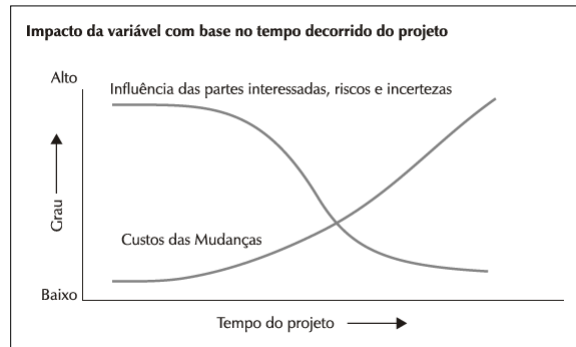 Impacto da variável com base no tempo decorrido do projeto
Alto
Influência das partes interessadas, riscos e incertezas
Grau
Custos das Mudanças
Baixo
Tempo do projeto